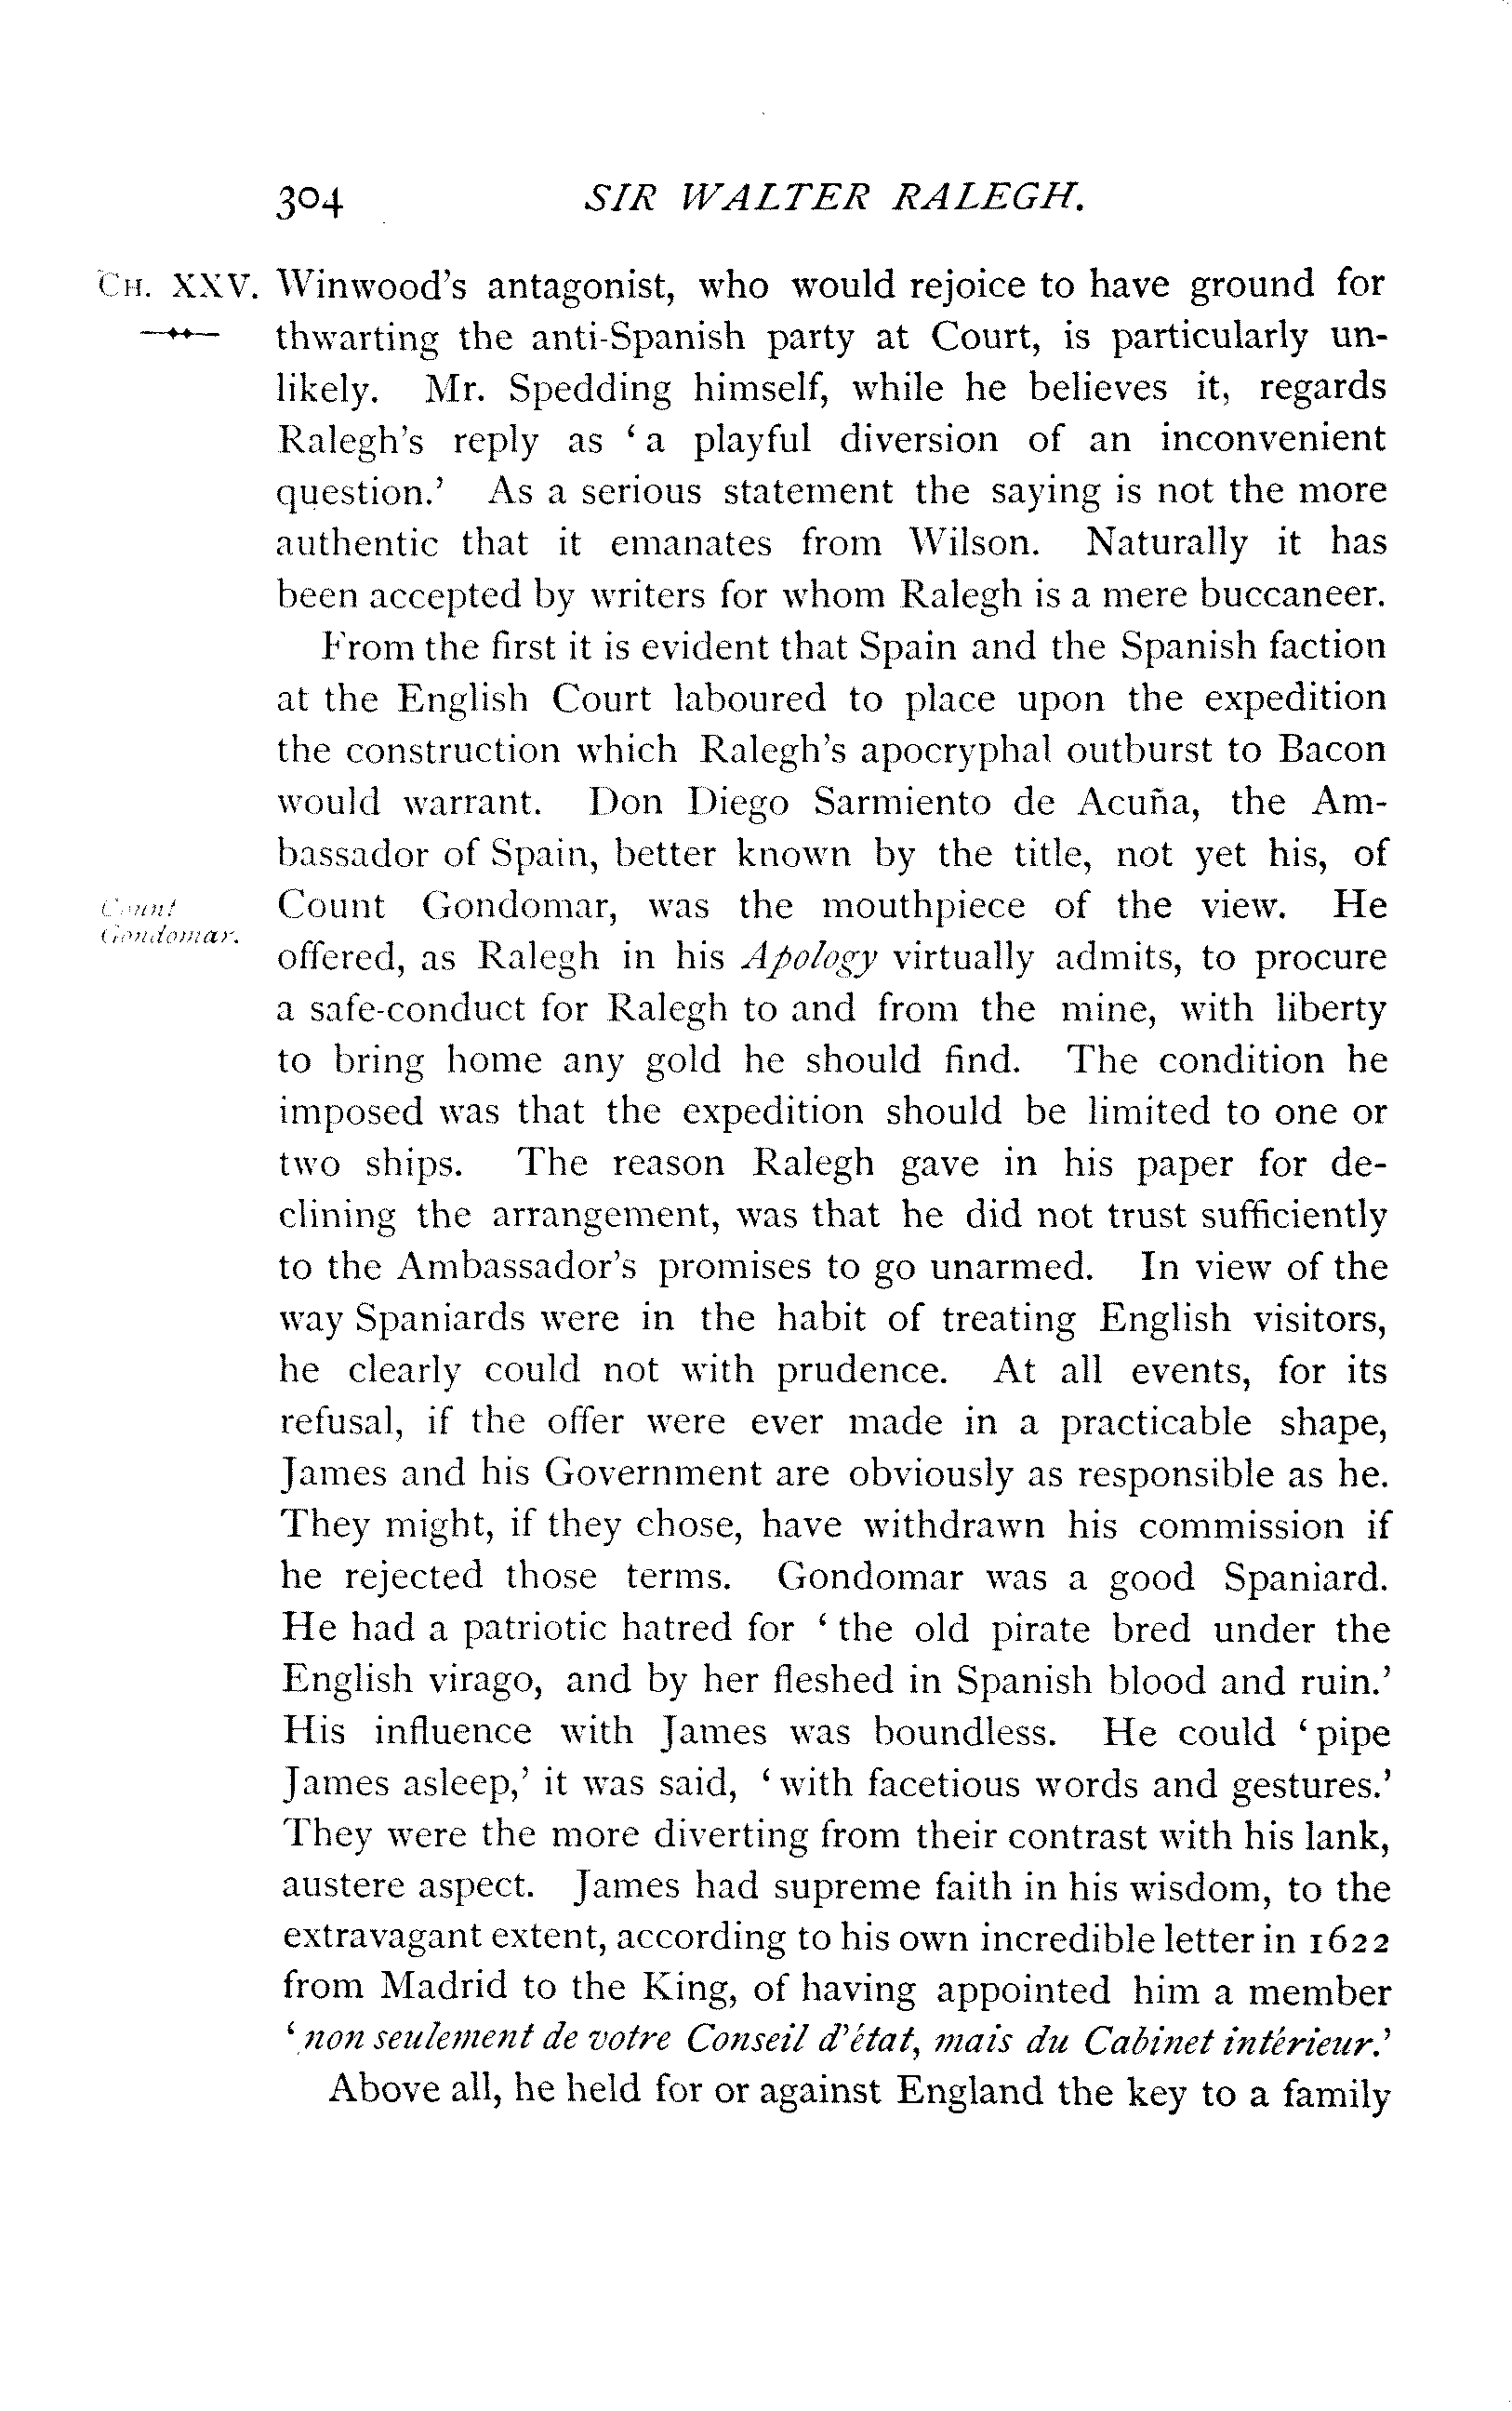 304 SIR WALTER RALEGH.
CH. XXV. Winwood's antagonist, who would rejoice to have ground for
thwarting the anti-Spanish party at Court, is particularly un-
likely. Mr. Spedding himself, while he believes it, regards
Ralegh's reply as ‘a playful diversion of an inconvenient
question.’ As a serious statement the saying is not the more
authentic that it emanates from Wilson. Naturally it has
been accepted by writers for whom Ralegh is a mere buccaneer.
From the first it is evident that Spain and the Spanish faction
at the English Court laboured to place upon the expedition
the construction which Ralegh's apocryphal outburst to Bacon
would warrant. Don Diego Sarmiento de Acuña, the Am-
bassador of Spain, better known by the title, not yet his, of
Count
Gondomar.
Count Gondomar, was the mouthpiece of the view. He
offered, as Ralegh in his Apology virtually admits, to procure
a safe-conduct for Ralegh to and from the mine, with liberty
to bring home any gold he should find. The condition he
imposed was that the expedition should be limited to one or
two ships. The reason Ralegh gave in his paper for de-
clining the arrangement, was that he did not trust sufficiently
to the Ambassador's promises to go unarmed. In view of the
way Spaniards were in the habit of treating English visitors,
he clearly could not with prudence. At all events, for its
refusal, if the offer were ever made in a practicable shape,
James and his Government are obviously as responsible as he.
They might, if they chose, have withdrawn his commission if
he rejected those terms. Gondomar was a good Spaniard.
He had a patriotic hatred for ‘the old pirate bred under the
English virago, and by her fleshed in Spanish blood and ruin.’
His influence with James was boundless. He could ‘pipe
James asleep,’ it was said, ‘with facetious words and gestures.’
They were the more diverting from their contrast with his lank,
austere aspect. James had supreme faith in his wisdom, to the
extravagant extent, according to his own incredible letter in 1622
from Madrid to the King, of having appointed him a member
‘non seulement de votre Conseil d'état, mais du Cabinet intérieur.’
Above all, he held for or against England the key to a family